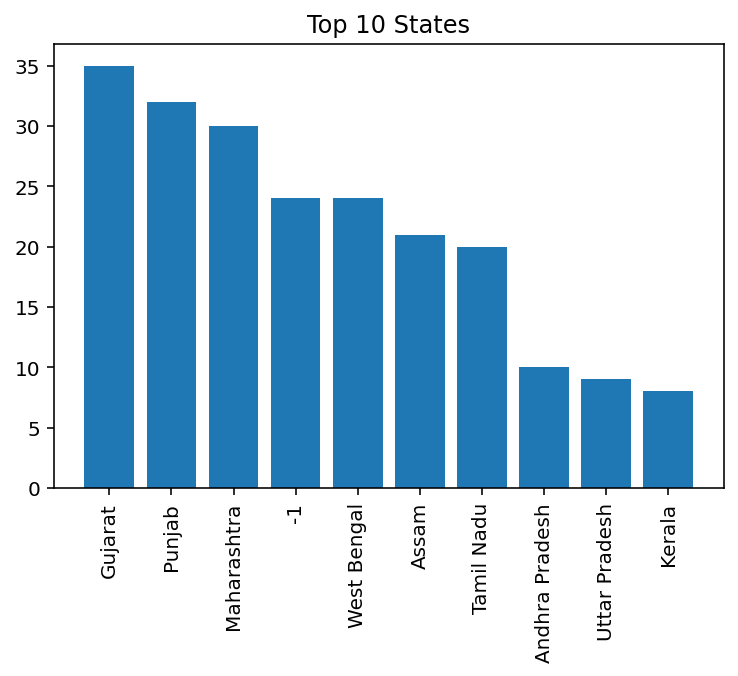 Top 10 States
35
30
25
20
15
10
5
0
Gujarat
Punjab
Maharashtra
-1
West Bengal
Assam
Tamil Nadu
Andhra Pradesh
Uttar Pradesh
Kerala